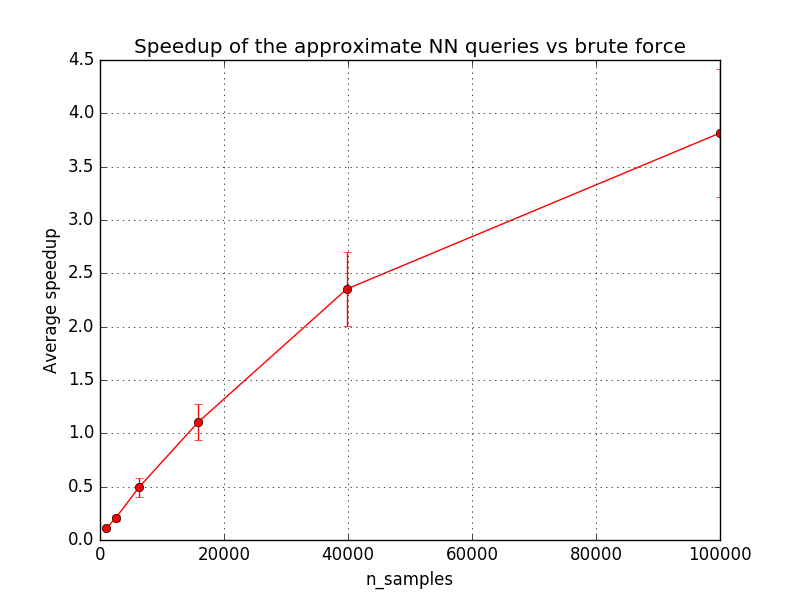 Speedup of the approximate NN queries vs brute force
4.5
4.0
3.5
3.0
2.5
2.0
1.5
1.0
0.5
0.0
Average speedup
0 20000 40000 60000 80000 100000
n_samples